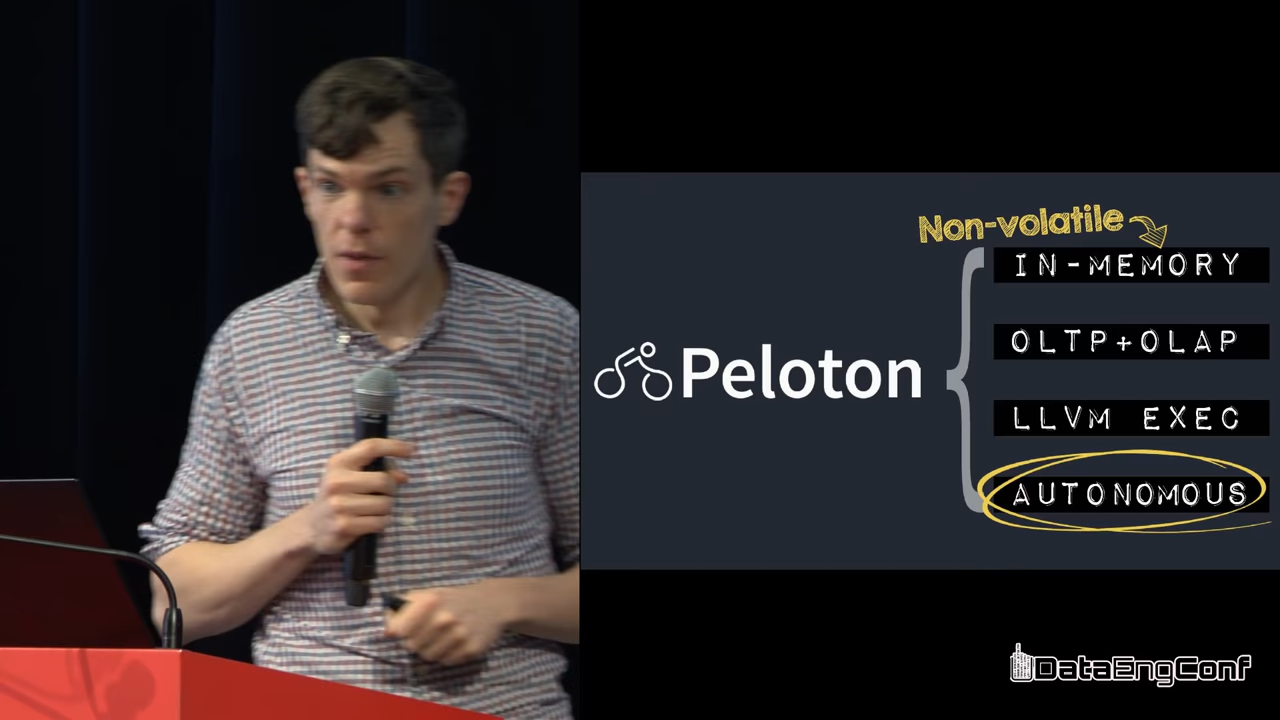 Non-volatile
IN-MEMORY
OLTP+OLAP
Peloton
LLVM EXEC
AUTONOMOUS
DataEngConf